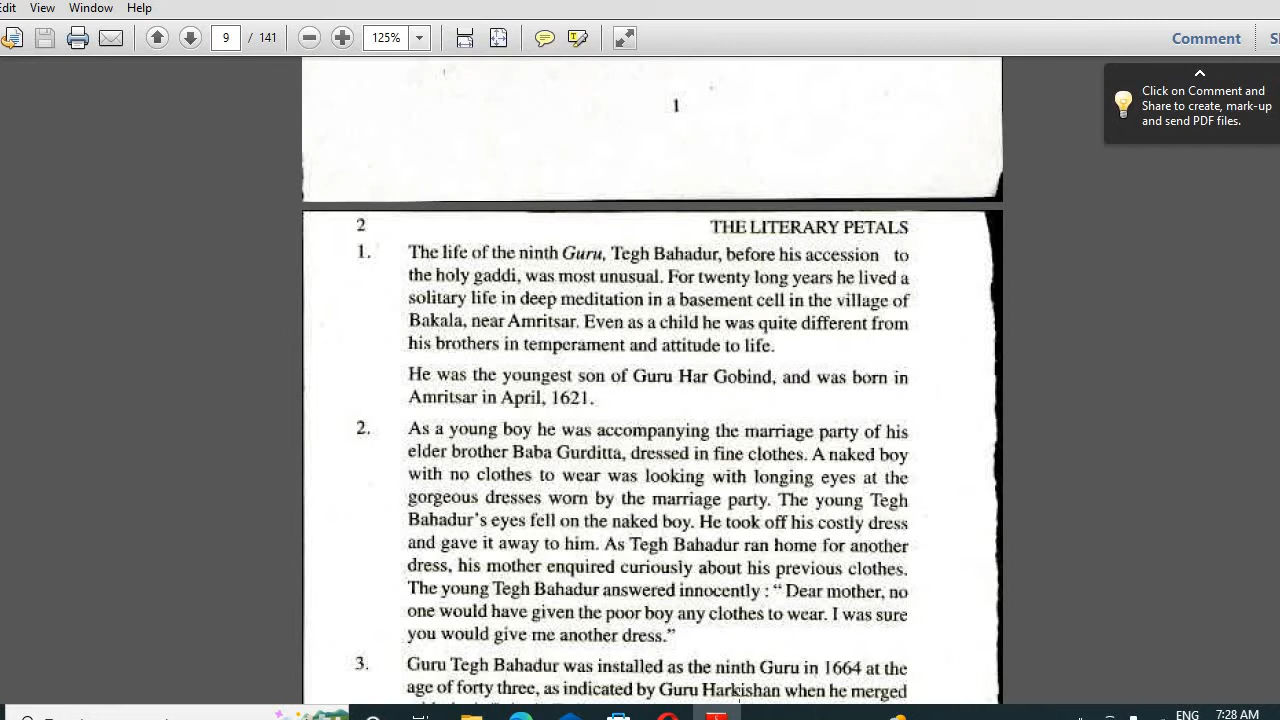 Edit View Window Help
9 / 141 125% Comment
Click on Comment and
Share to create, mark-up
and send PDF files.
1
2 THE LITERARY PETALS
1. The life of the ninth Guru, Tegh Bahadur, before his accession to
the holy gaddi, was most unusual. For twenty long years he lived a
solitary life in deep meditation in a basement cell in the village of
Bakala, near Amritsar. Even as a child he was quite different from
his brothers in temperament and attitude to life.
He was the youngest son of Guru Har Gobind, and was born in
Amritsar in April, 1621.
2. As a young boy he was accompanying the marriage party of his
elder brother Baba Gurditta, dressed in fine clothes. A naked boy
with no clothes to wear was looking with longing eyes at the
gorgeous dresses worn by the marriage party. The young Tegh
Bahadur's eyes fell on the naked boy. He took off his costly dress
and gave it away to him. As Tegh Bahadur ran home for another
dress, his mother enquired curiously about his previous clothes.
The young Tegh Bahadur answered innocently : “ Dear mother, no
one would have given the poor boy any clothes to wear. I was sure
you would give me another dress.”
3. Guru Tegh Bahadur was installed as the ninth Guru in 1664 at the
age of forty three, as indicated by Guru Harkishan when he merged
ENG 7:28 AM